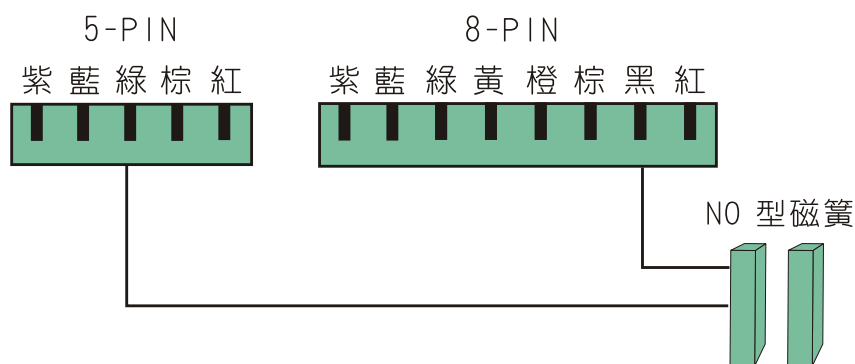 5-PIN
8-PIN
紫 藍 綠 棕 紅
紫 藍 綠 黃 橙 棕 黑 紅
NO 型磁簧